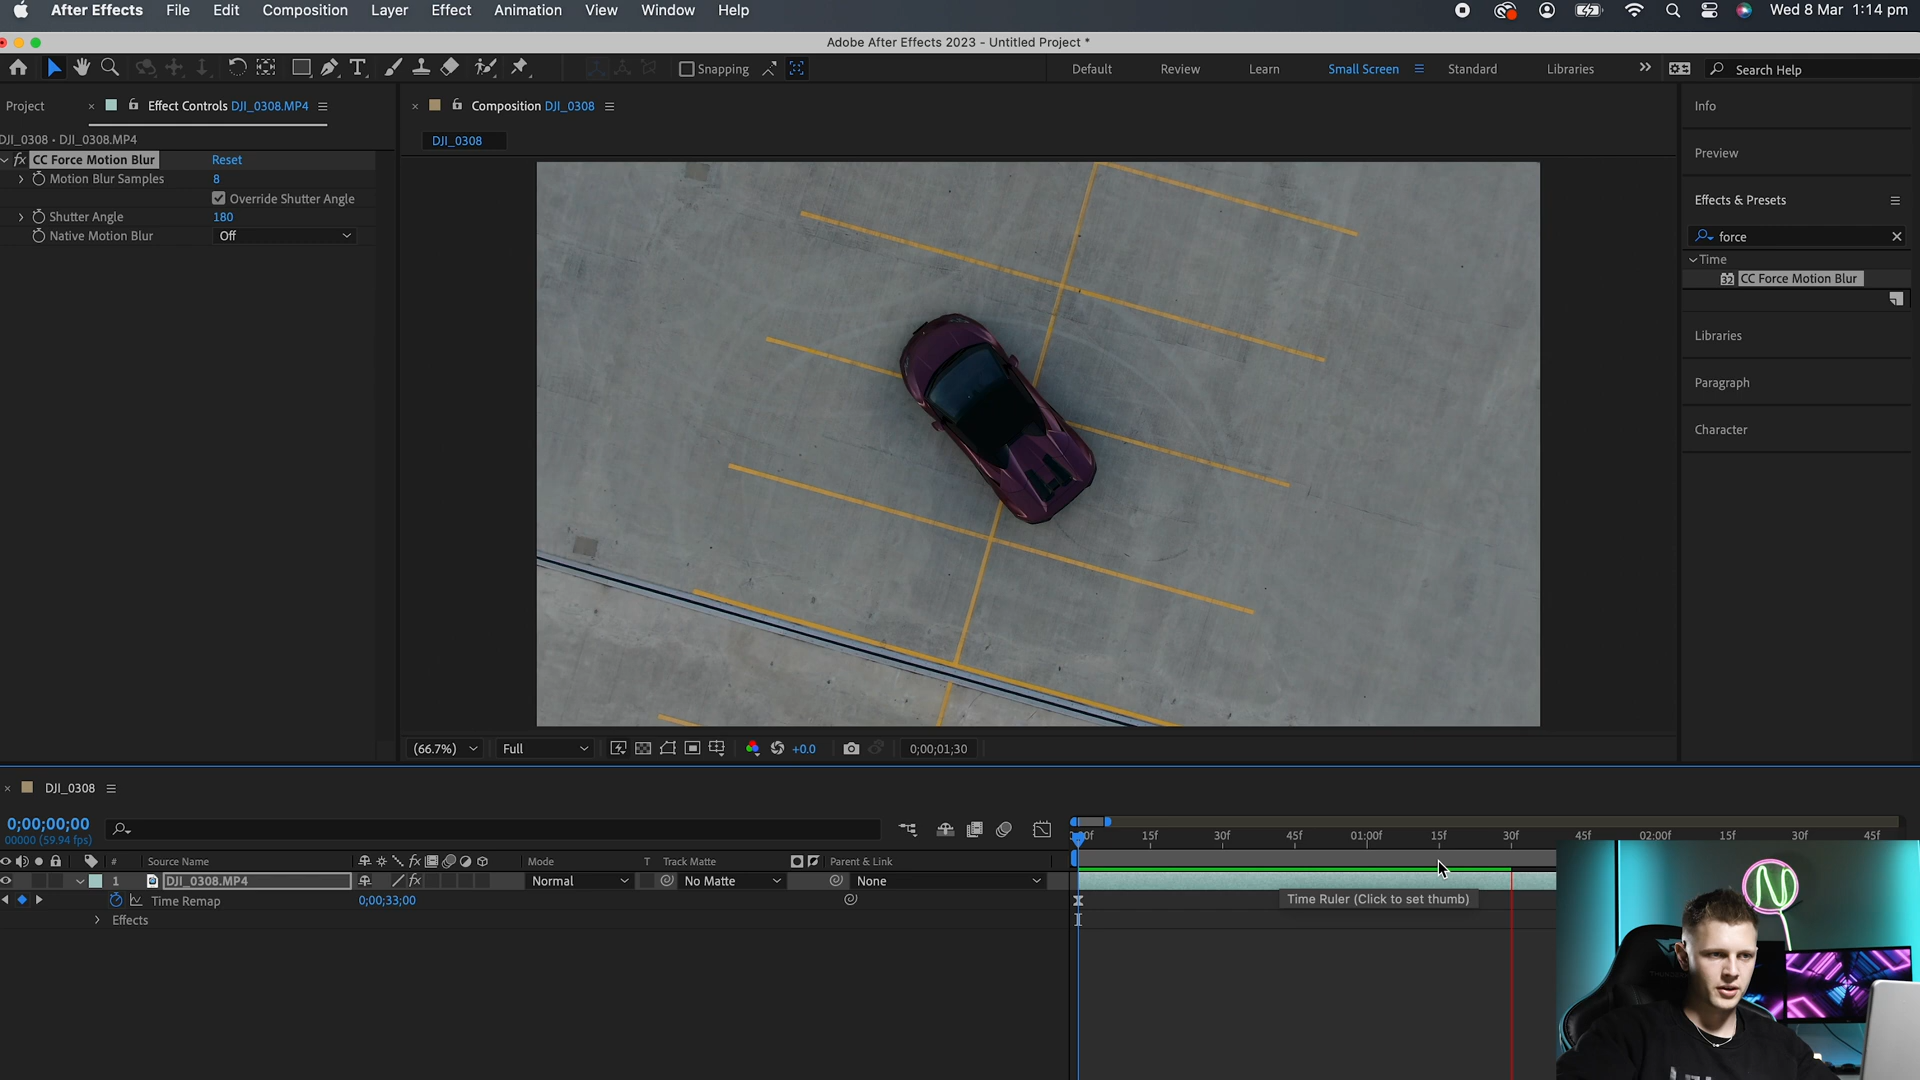 After Effects File Edit Composition Layer Effect Animation View Window Help Wed 8 Mar 1:14 pm
Adobe After Effects 2023 - Untitled Project *
Snapping Default Review Learn Small Screen Standard Libraries Search Help
Project Effect Controls DJI_0308.MP4 Composition DJI_0308 Info
DJI_0308 • DJI_0308.MP4 DJI_0308
fx CC Force Motion Blur Reset Preview
Motion Blur Samples 8
Override Shutter Angle Effects & Presets
Shutter Angle 180
Native Motion Blur Off force
Time
32 CC Force Motion Blur
Libraries
Paragraph
Character
(66.7%) Full +0.0 0;00;01;30
DJI_0308
0;00;00;00
00000 (59.94 fps) 15f 30f 45f 01:00f 15f 30f 45f 02:00f 15f 30f 45f
# Source Name fx Mode T Track Matte Parent & Link
1 DJI_0308.MP4 fx Normal No Matte None
Time Remap 0;00;33;00 Time Ruler (Click to set thumb)
Effects
N